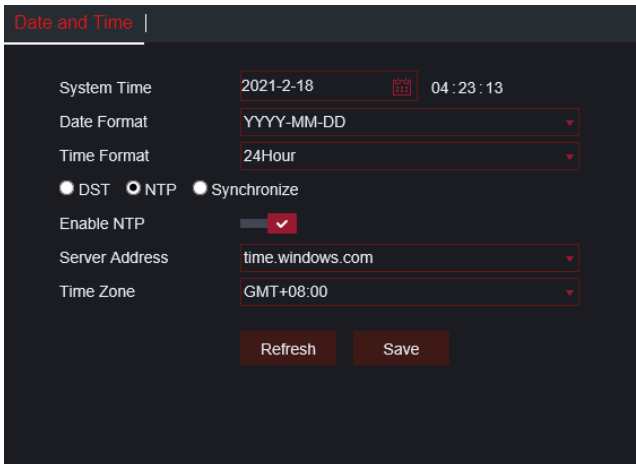 Date and Time
System Time 2021-2-18 04:23:13
Date Format YYYY-MM-DD
Time Format 24Hour
DST NTP Synchronize
Enable NTP
Server Address time.windows.com
Time Zone GMT+08:00
Refresh Save